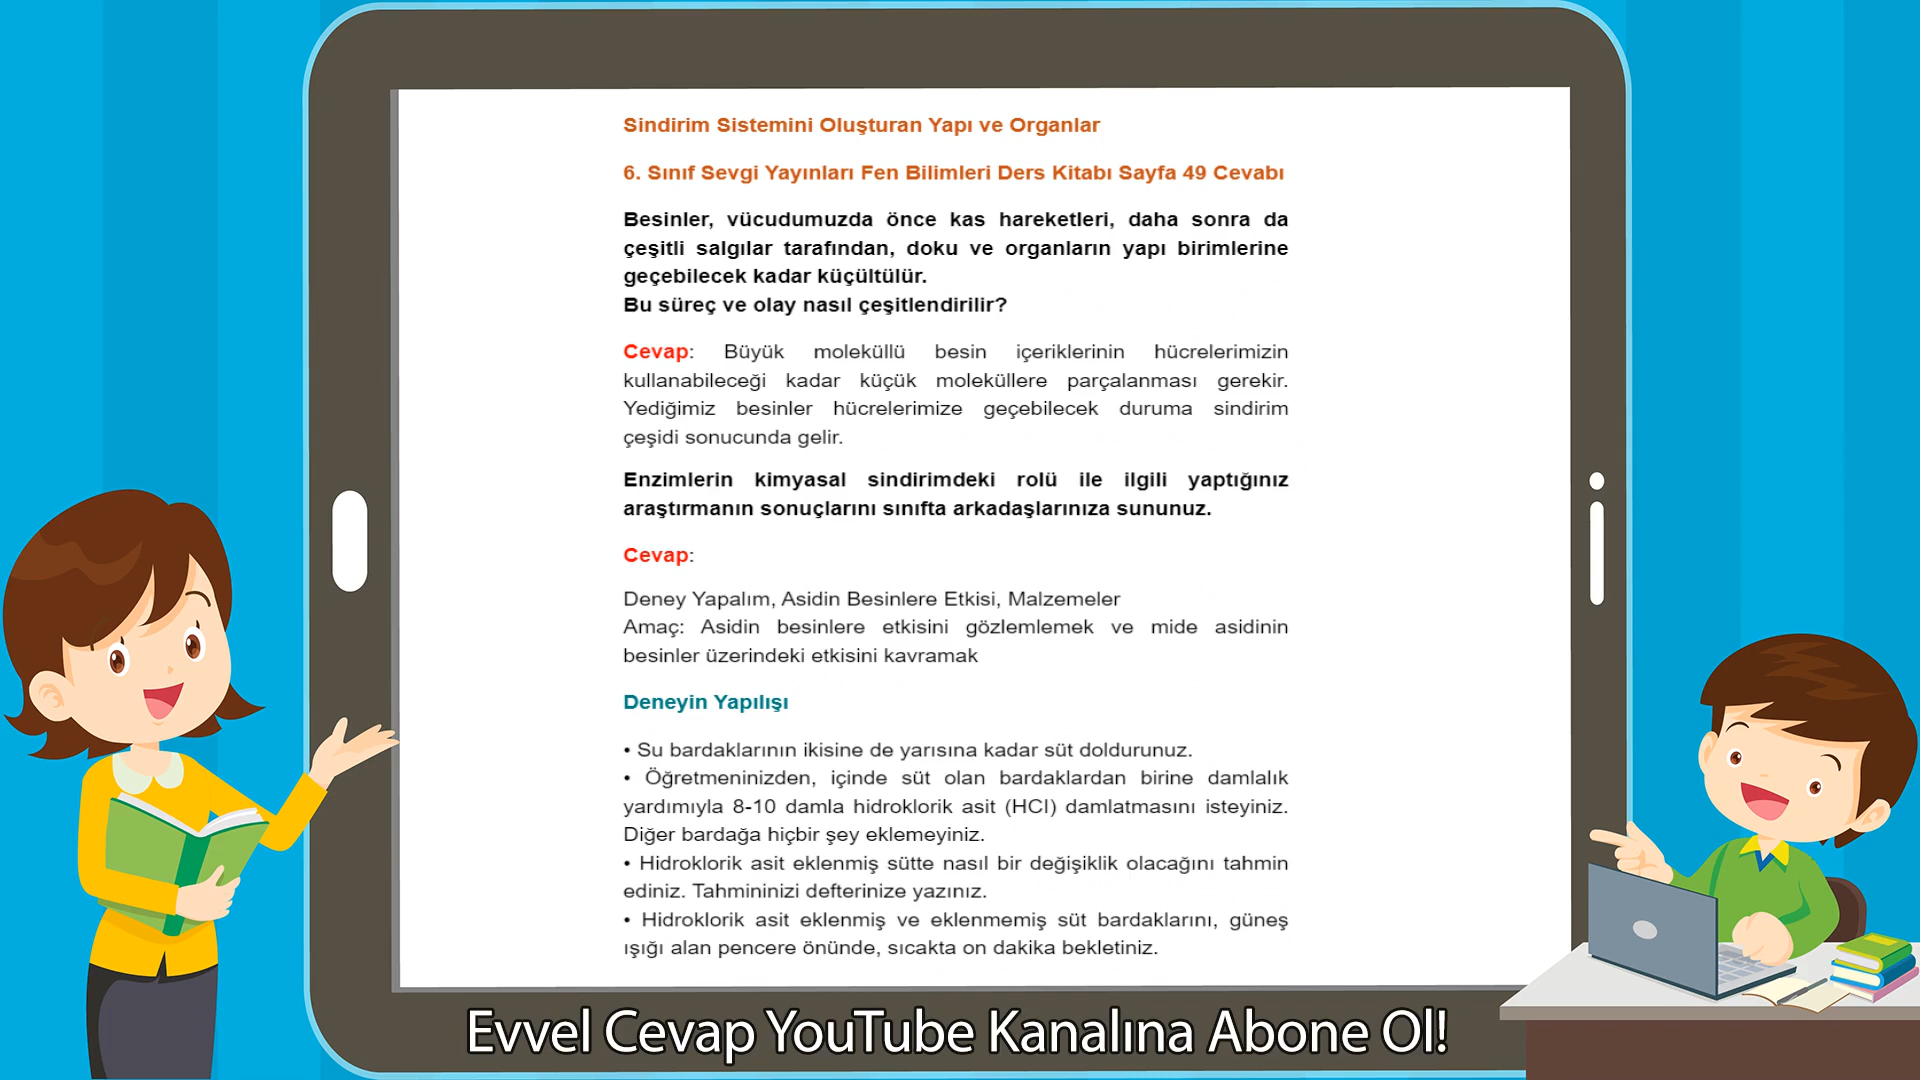 Sindirim Sistemini Oluşturan Yapı ve Organlar
6. Sınıf Sevgi Yayınları Fen Bilimleri Ders Kitabı Sayfa 49 Cevabı
Besinler, vücudumuzda önce kas hareketleri, daha sonra da
çeşitli salgılar tarafından, doku ve organların yapı birimlerine
geçebilecek kadar küçültülür.
Bu süreç ve olay nasıl çeşitlendirilir?
Cevap: Büyük moleküllü besin içeriklerinin hücrelerimizin
kullanabileceği kadar küçük moleküllere parçalanması gerekir.
Yediğimiz besinler hücrelerimize geçebilecek duruma sindirim
çeşidi sonucunda gelir.
Enzimlerin kimyasal sindirimdeki rolü ile ilgili yaptığınız
araştırmanın sonuçlarını sınıfta arkadaşlarınıza sununuz.
Cevap:
Deney Yapalım, Asidin Besinlere Etkisi, Malzemeler
Amaç: Asidin besinlere etkisini gözlemlemek ve mide asidinin
besinler üzerindeki etkisini kavramak
Deneyin Yapılışı
• Su bardaklarının ikisine de yarısına kadar süt doldurunuz.
• Öğretmeninizden, içinde süt olan bardaklardan birine damlalık
yardımıyla 8-10 damla hidroklorik asit (HCI) damlatmasını isteyiniz.
Diğer bardağa hiçbir şey eklemeyiniz.
• Hidroklorik asit eklenmiş sütte nasıl bir değişiklik olacağını tahmin
ediniz. Tahmininizi defterinize yazınız.
• Hidroklorik asit eklenmiş ve eklenmemiş süt bardaklarını, güneş
ışığı alan pencere önünde, sıcakta on dakika bekletiniz.
Evvel Cevap YouTube Kanalına Abone Ol!